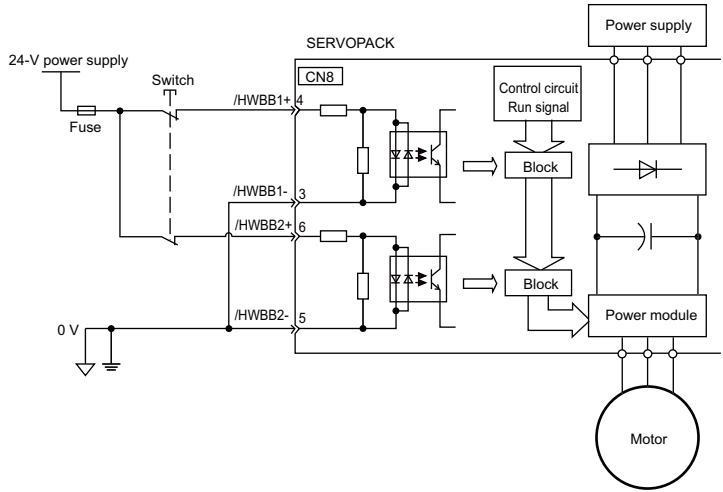 Power supply
SERVOPACK
24-V power supply
CN8
Switch
Control circuit
Run signal
/HWBB1+
4
Fuse
Block
/HWBB1-
3
/HWBB2+
6
Block
Power module
/HWBB2-
5
0 V
Motor